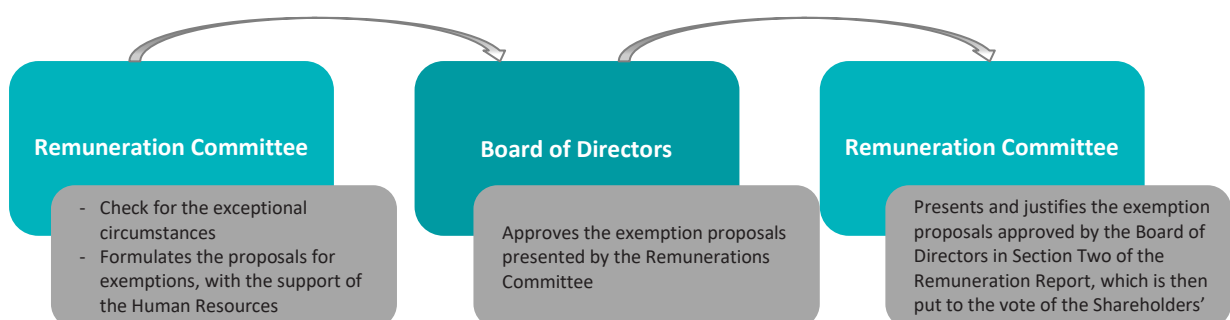 Remuneration Committee
- Check for the exceptional
circumstances
- Formulates the proposals for
exemptions, with the support of
the Human Resources
Board of Directors
Approves the exemption proposals
presented by the Remunerations
Committee
Remuneration Committee
Presents and justifies the exemption
proposals approved by the Board of
Directors in Section Two of the
Remuneration Report, which is then
put to the vote of the Shareholders’